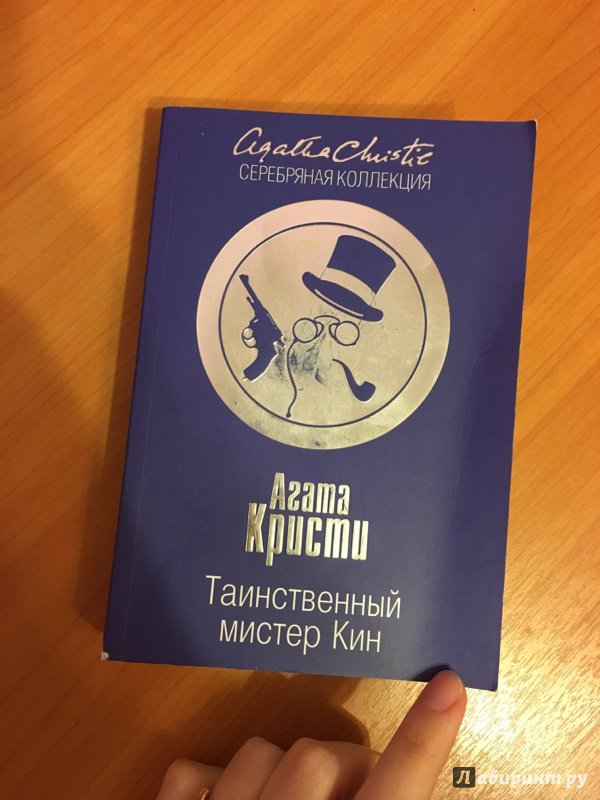 Agatha Christie
СЕРЕБРЯНАЯ КОЛЛЕКЦИЯ
Агата
Кристи
Таинственный
мистер Кин
Лабиринт.ру